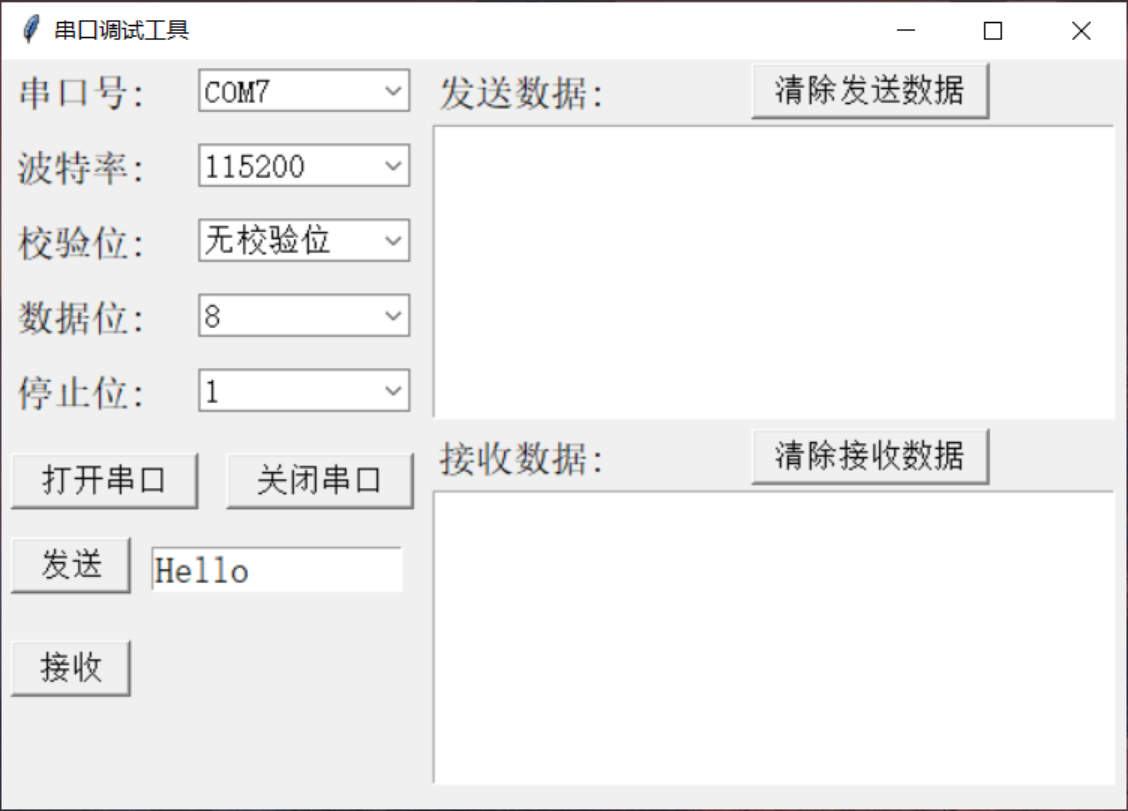 串口调试工具
串口号: COM7
波特率: 115200
校验位: 无校验位
数据位: 8
停止位: 1
打开串口 关闭串口
发送 Hello
接收
发送数据: 清除发送数据
接收数据: 清除接收数据